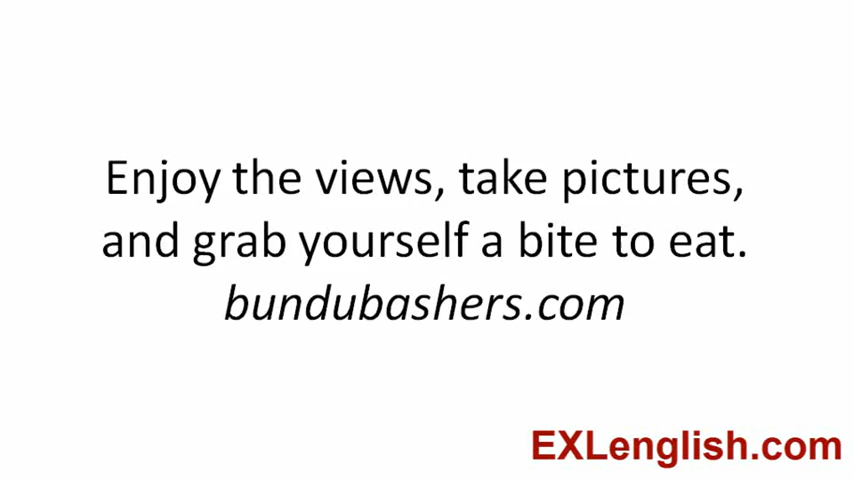 Enjoy the views, take pictures,
and grab yourself a bite to eat.
bundubashers.com
EXLenglish.com